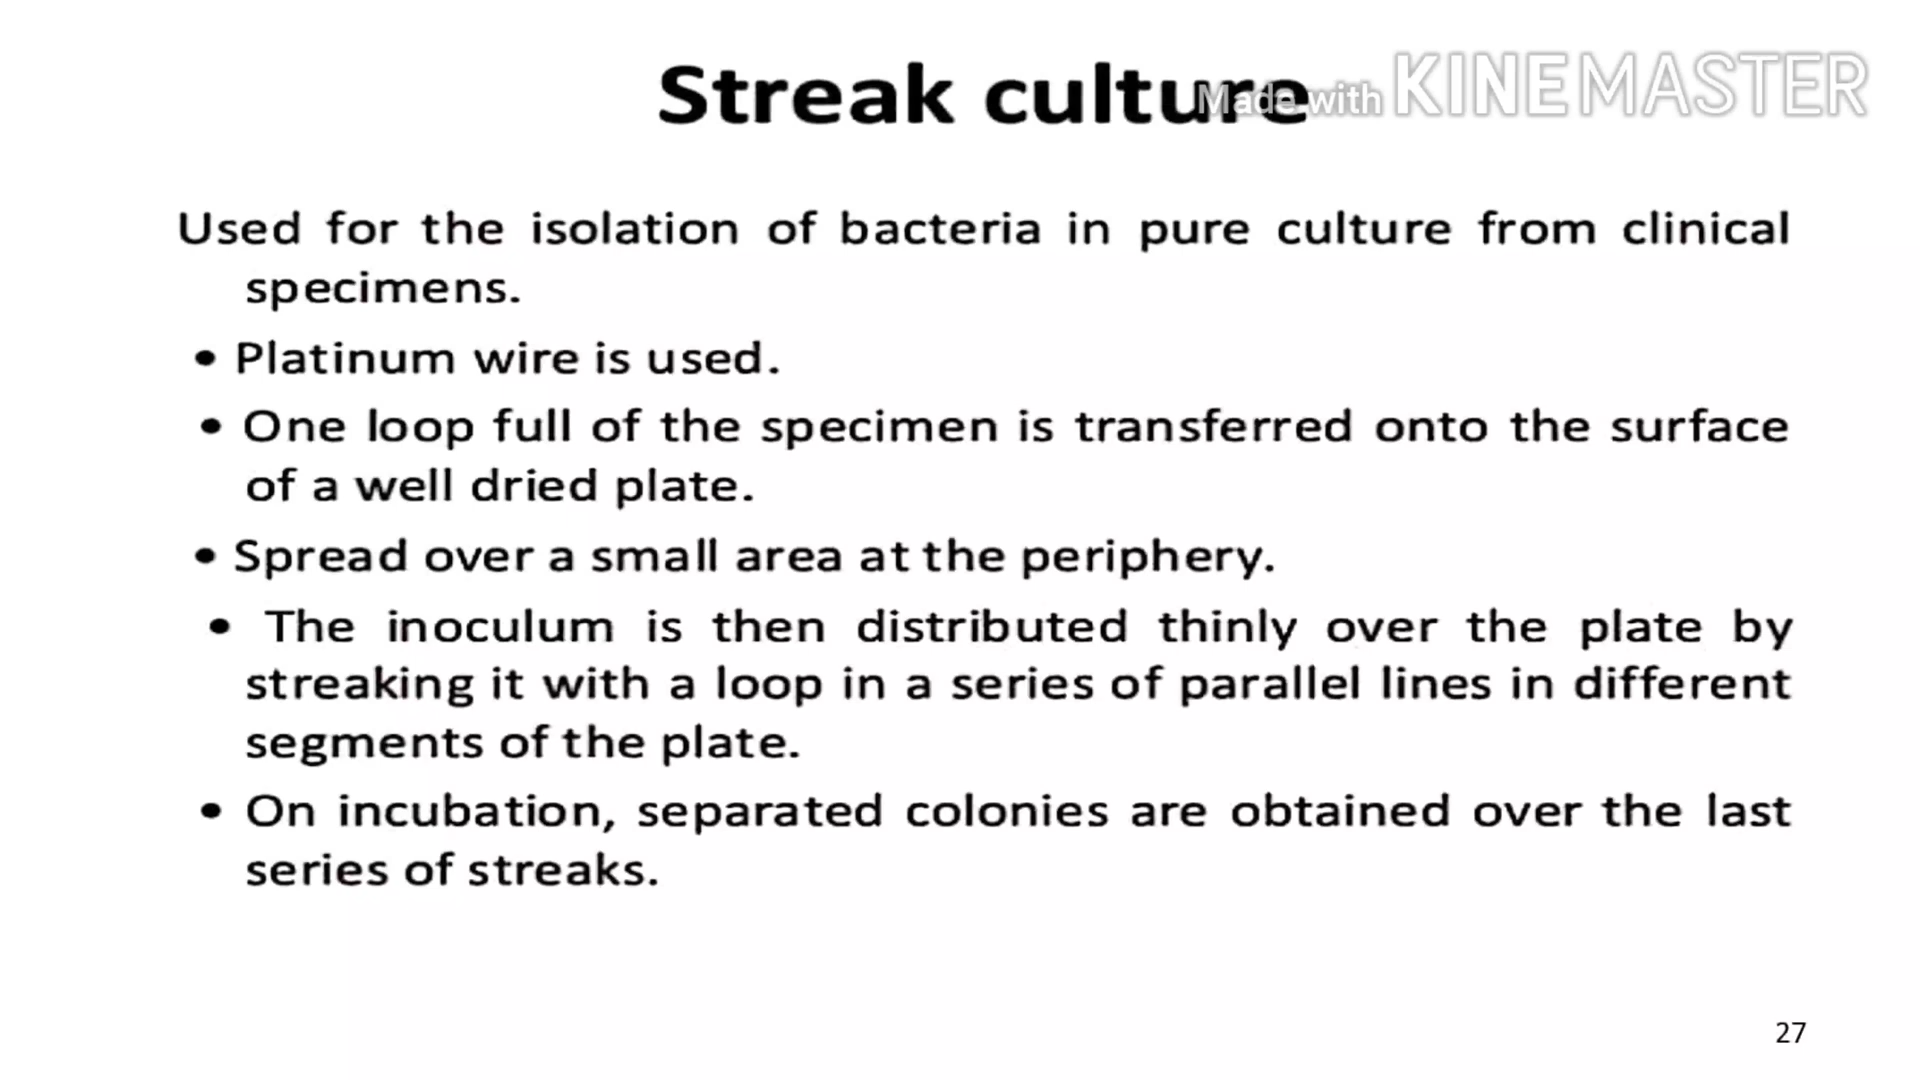 Streak culture
Made with KINEMASTER
Used for the isolation of bacteria in pure culture from clinical
specimens.
• Platinum wire is used.
• One loop full of the specimen is transferred onto the surface
of a well dried plate.
• Spread over a small area at the periphery.
• The inoculum is then distributed thinly over the plate by
streaking it with a loop in a series of parallel lines in different
segments of the plate.
• On incubation, separated colonies are obtained over the last
series of streaks.
27